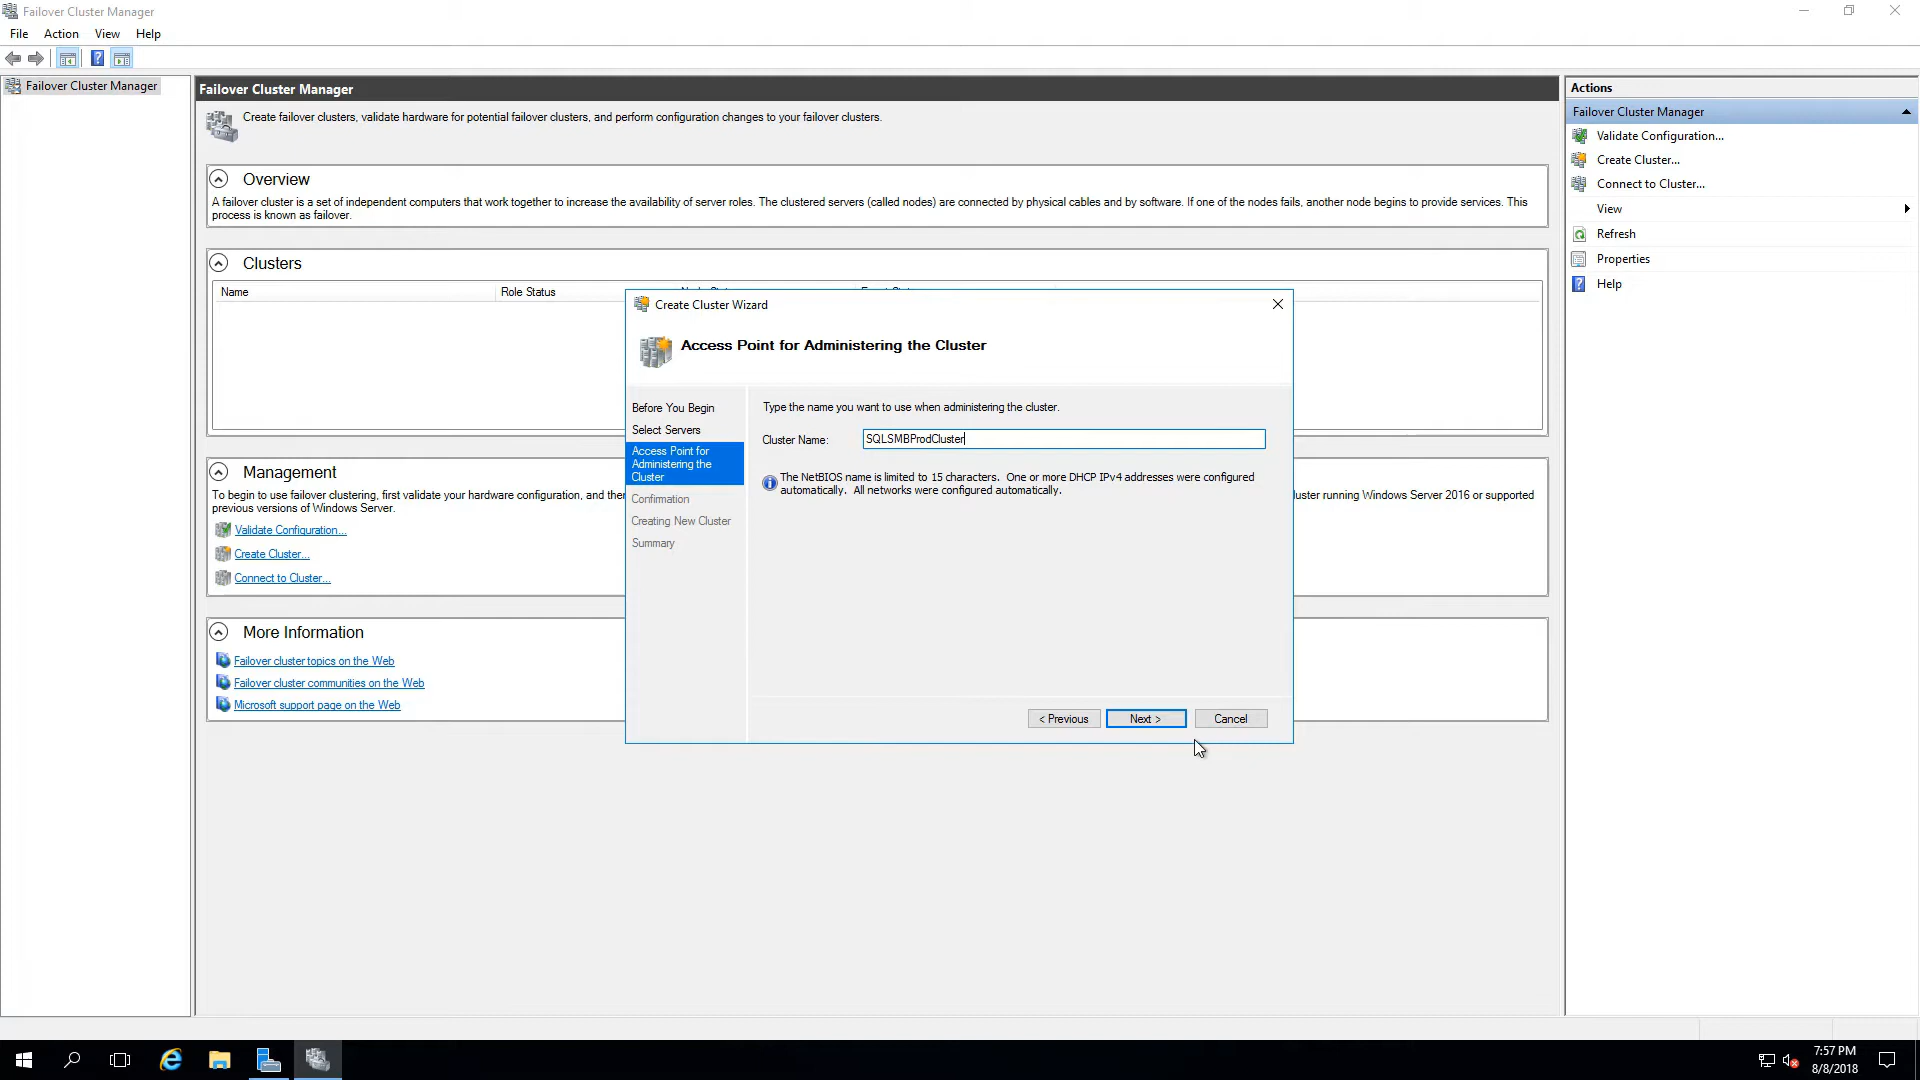 Failover Cluster Manager
File Action View Help
Failover Cluster Manager
Failover Cluster Manager
Create failover clusters, validate hardware for potential failover clusters, and perform configuration changes to your failover clusters.
Overview
A failover cluster is a set of independent computers that work together to increase the availability of server roles. The clustered servers (called nodes) are connected by physical cables and by software. If one of the nodes fails, another node begins to provide services. This
process is known as failover.
Clusters
Name Role Status
Management
To begin to use failover clustering, first validate your hardware configuration, and
previous versions of Windows Server.
running Windows Server 2016 or supported
Validate Configuration...
Create Cluster...
Connect to Cluster...
More Information
Failover cluster topics on the Web
Failover cluster communities on the Web
Microsoft support page on the Web
Create Cluster Wizard
Access Point for Administering the Cluster
Before You Begin
Select Servers
Access Point for
Administering the
Cluster
Confirmation
Creating New Cluster
Summary
Type the name you want to use when administering the cluster.
Cluster Name: SQLSMBProdCluster
The NetBIOS name is limited to 15 characters. One or more DHCP IPv4 addresses were configured
automatically. All networks were configured automatically.
< Previous Next > Cancel
Actions
Failover Cluster Manager
Validate Configuration...
Create Cluster...
Connect to Cluster...
View
Refresh
Properties
Help
7:57 PM
8/8/2018